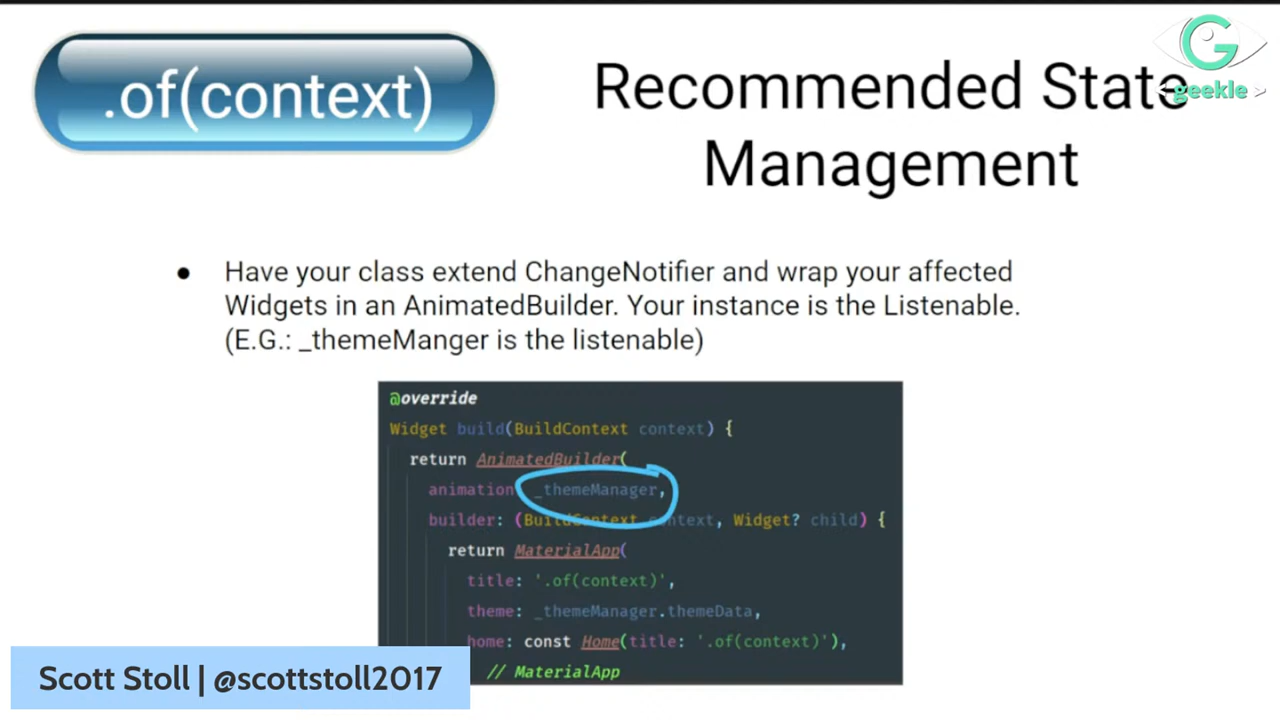 .of(context)
Recommended State
Management
G
< geekle >
● Have your class extend ChangeNotifier and wrap your affected
Widgets in an AnimatedBuilder. Your instance is the Listenable.
(E.G.: _themeManger is the listenable)
@override
Widget build(BuildContext context) {
return AnimatedBuilder(
animation _themeManager,
builder: (BuildContext context, Widget? child) {
return MaterialApp(
title: '.of(context)',
theme: _themeManager.themeData,
home: const Home(title: '.of(context)'),
// MaterialApp
Scott Stoll | @scottstoll2017